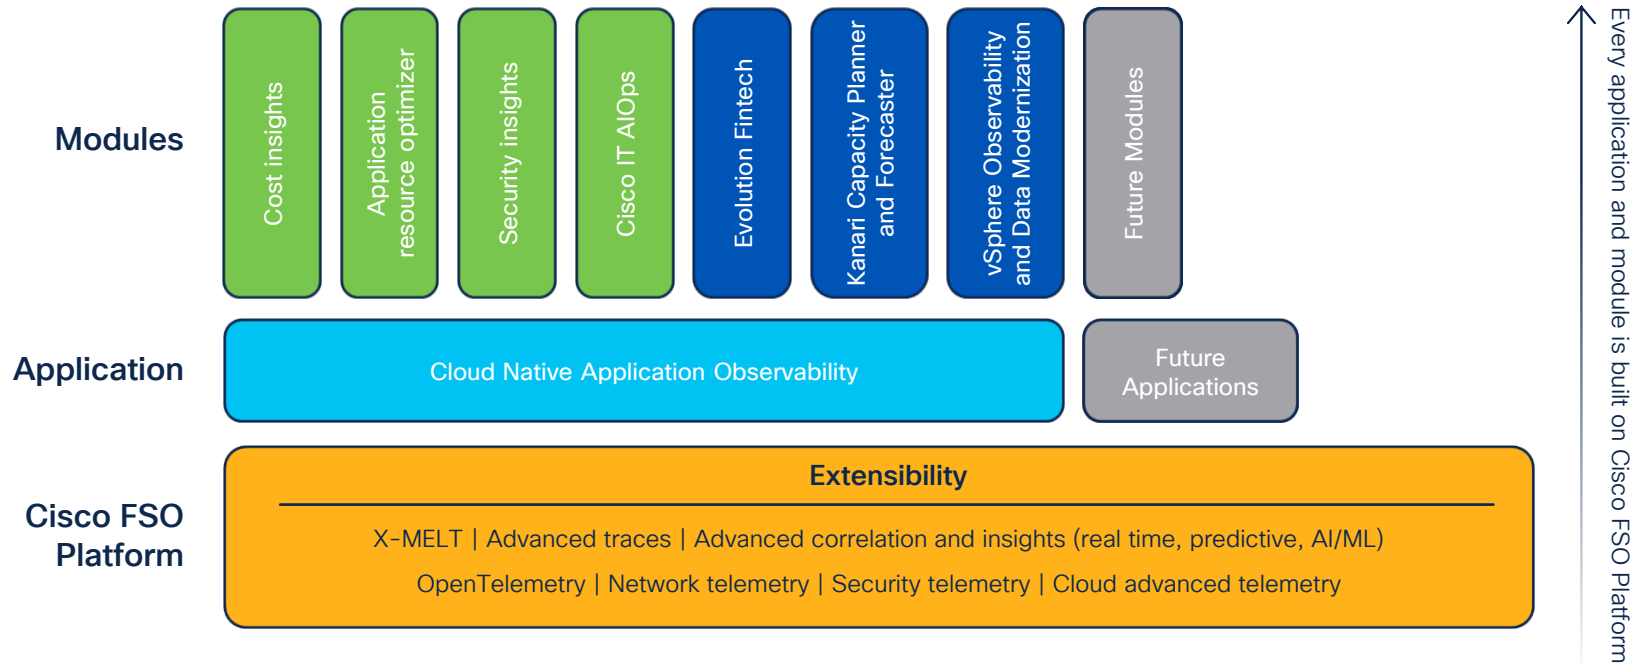 Modules
Cost insights
Application
resource optimizer
Security insights
Cisco IT AIOps
Evolution Fintech
Kanari Capacity Planner
and Forecaster
vSphere Observability
and Data Modernization
Future Modules
Application
Cloud Native Application Observability
Future
Applications
Cisco FSO
Platform
Extensibility
X-MELT | Advanced traces | Advanced correlation and insights (real time, predictive, AI/ML)
OpenTelemetry | Network telemetry | Security telemetry | Cloud advanced telemetry
Every application and module is built on Cisco FSO Platform